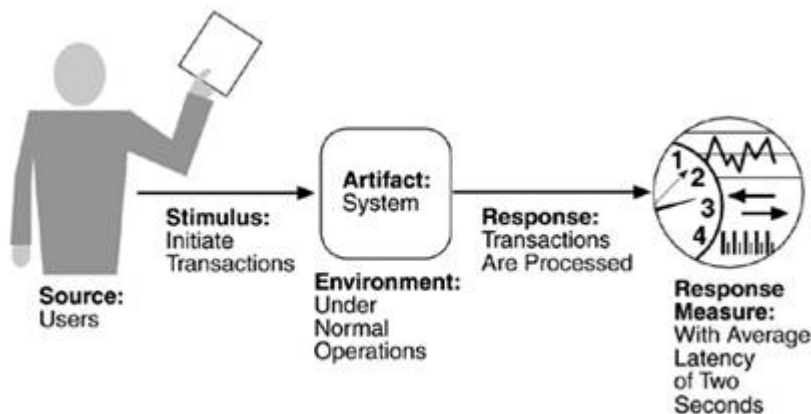 Source:
Users
Stimulus:
Initiate
Transactions
Artifact:
System
Environment:
Under
Normal
Operations
Response:
Transactions
Are Processed
1
2
3
4
Response
Measure:
With Average
Latency
of Two
Seconds